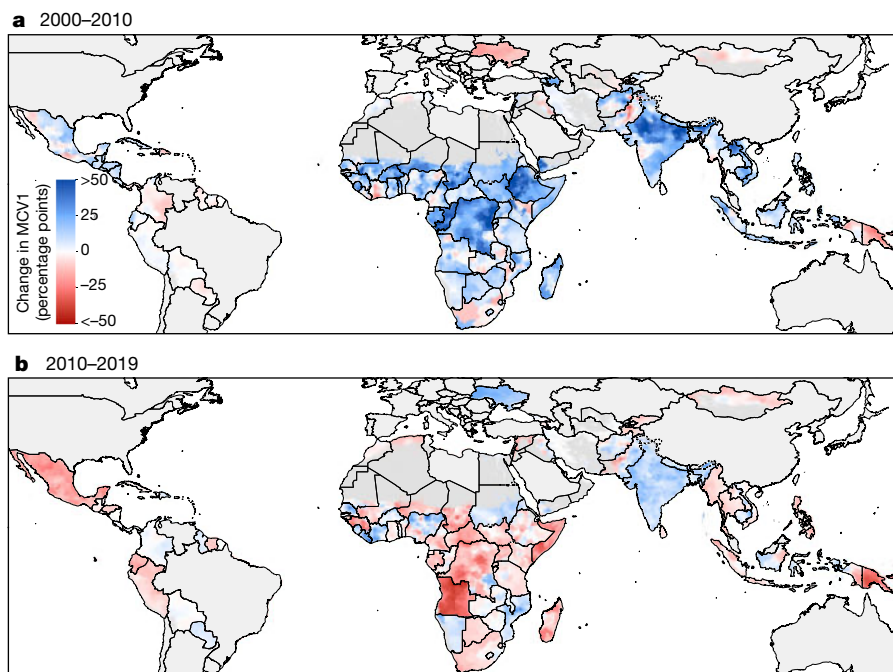 a 2000–2010
Change in MCV1
(percentage points)
>50
25
0
−25
<−50
b 2010–2019